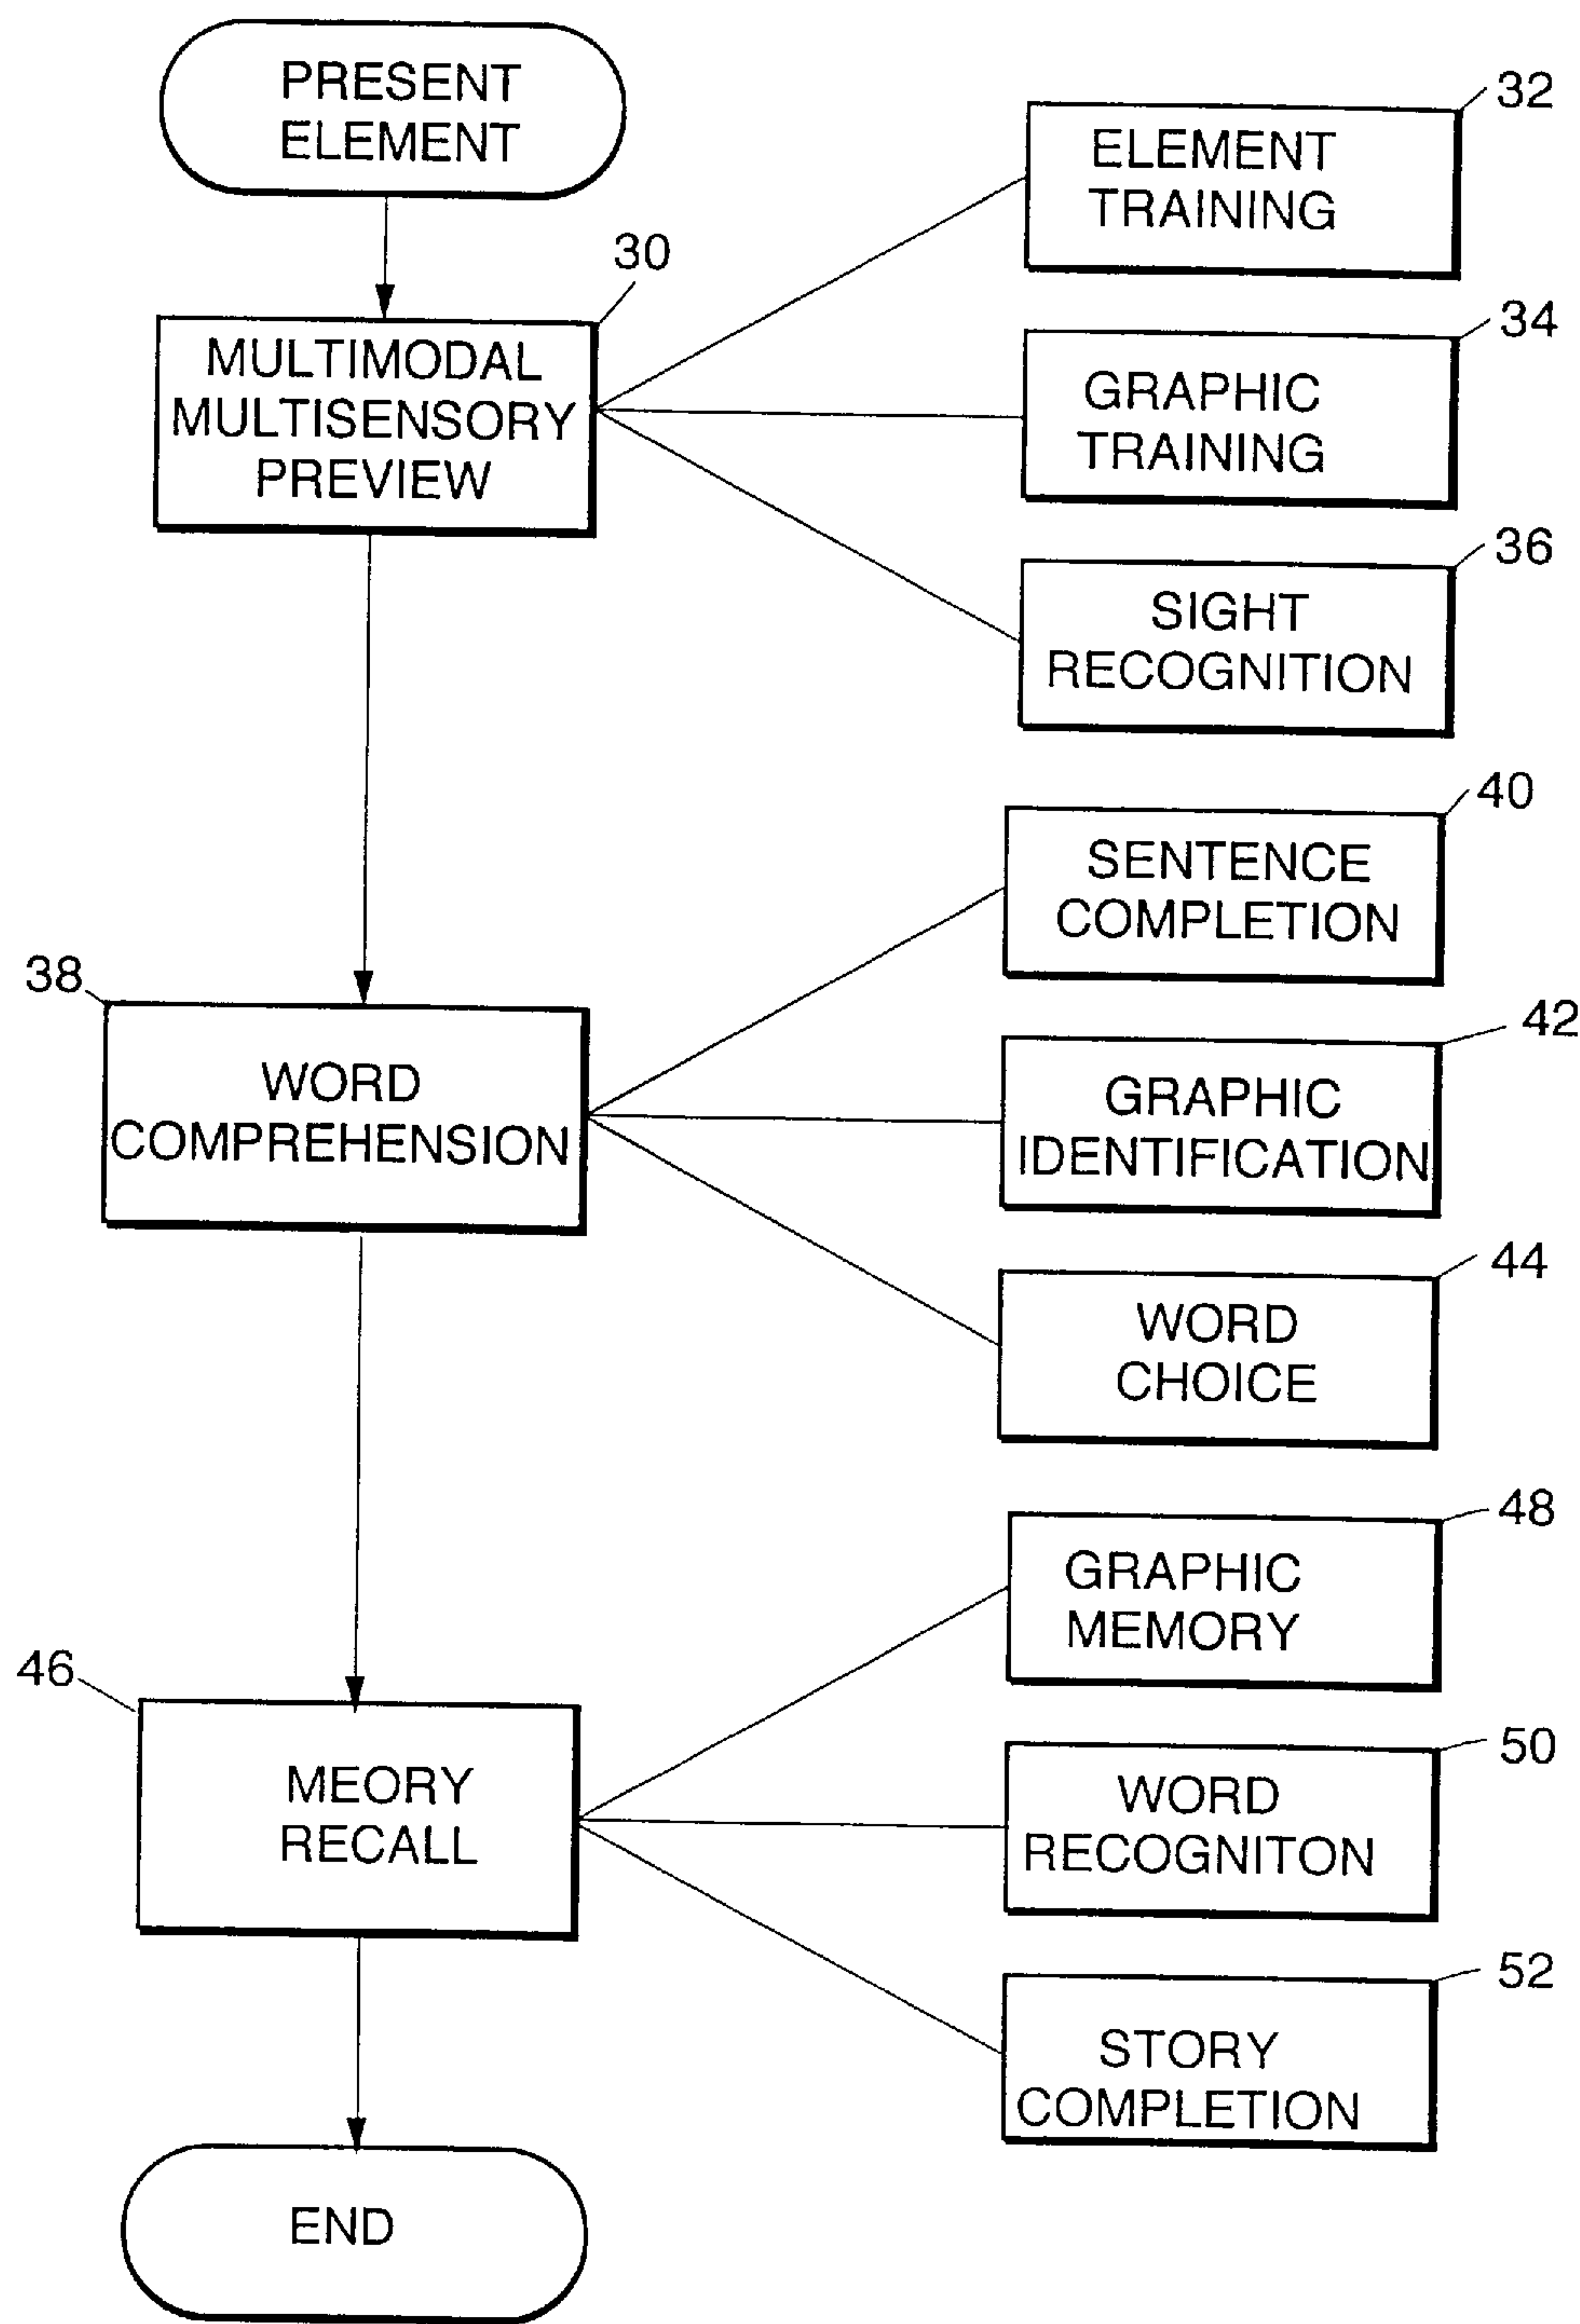 PRESENT
ELEMENT
30
MULTIMODAL
MULTISENSORY
PREVIEW
32
ELEMENT
TRAINING
34
GRAPHIC
TRAINING
36
SIGHT
RECOGNITION
38
WORD
COMPREHENSION
40
SENTENCE
COMPLETION
42
GRAPHIC
IDENTIFICATION
44
WORD
CHOICE
46
MEORY
RECALL
48
GRAPHIC
MEMORY
50
WORD
RECOGNITON
52
STORY
COMPLETION
END